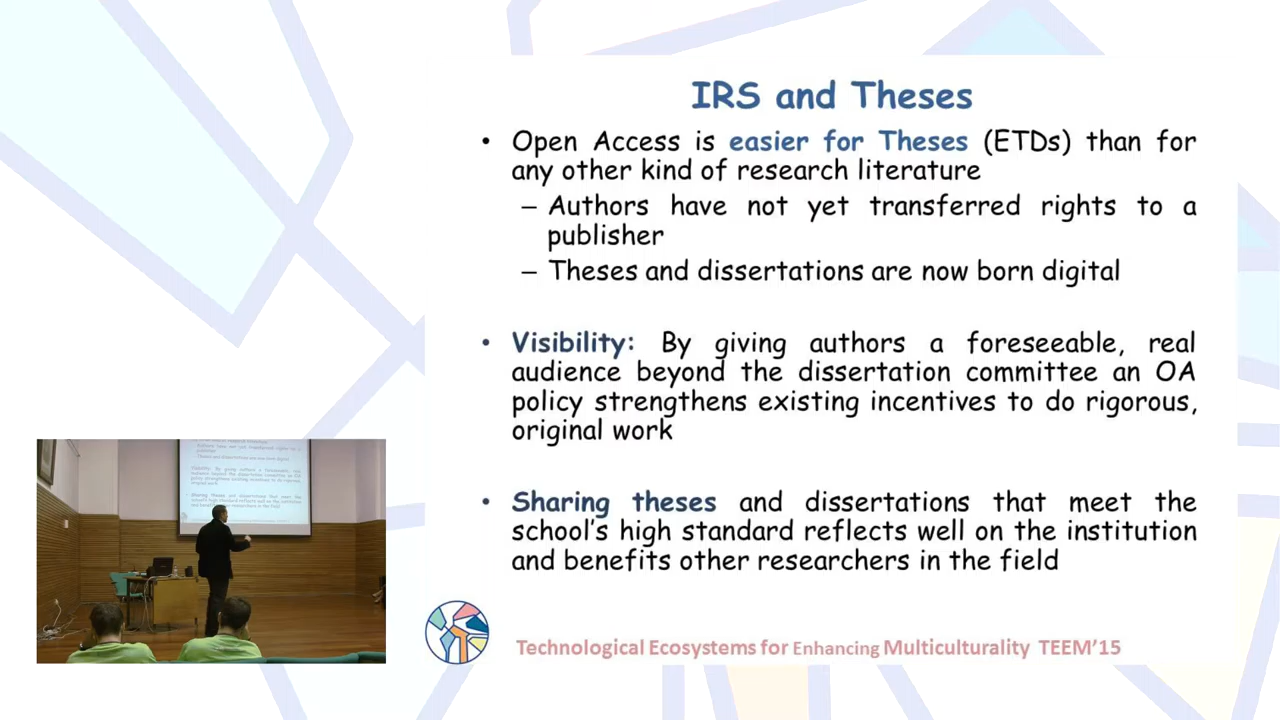 IRS and Theses
• Open Access is easier for Theses (ETDs) than for
any other kind of research literature
– Authors have not yet transferred rights to a
publisher
– Theses and dissertations are now born digital
• Visibility: By giving authors a foreseeable, real
audience beyond the dissertation committee an OA
policy strengthens existing incentives to do rigorous,
original work
• Sharing theses and dissertations that meet the
school's high standard reflects well on the institution
and benefits other researchers in the field
Technological Ecosystems for Enhancing Multiculturality TEEM'15